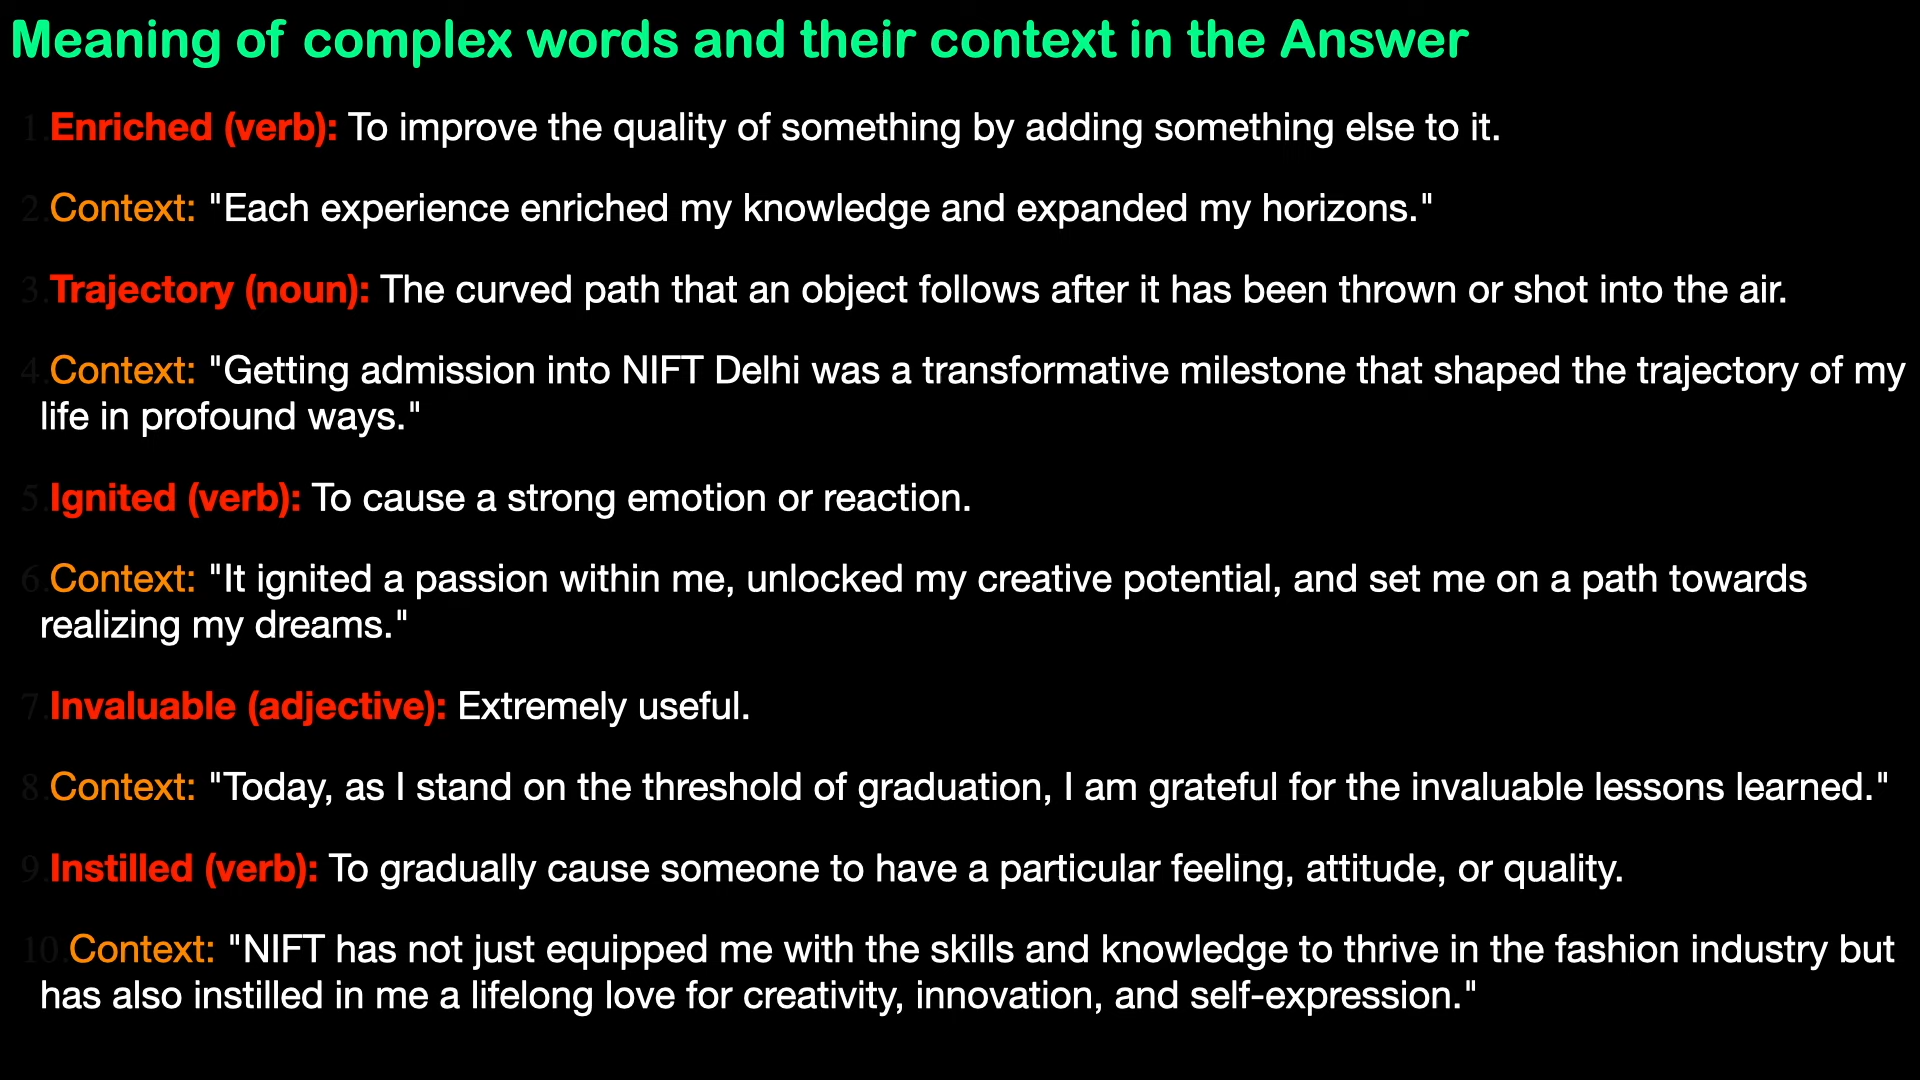 Meaning of complex words and their context in the Answer
1.Enriched (verb): To improve the quality of something by adding something else to it.
2.Context: "Each experience enriched my knowledge and expanded my horizons."
3.Trajectory (noun): The curved path that an object follows after it has been thrown or shot into the air.
4.Context: "Getting admission into NIFT Delhi was a transformative milestone that shaped the trajectory of my
life in profound ways."
5.Ignited (verb): To cause a strong emotion or reaction.
6.Context: "It ignited a passion within me, unlocked my creative potential, and set me on a path towards
realizing my dreams."
7.Invaluable (adjective): Extremely useful.
8.Context: "Today, as I stand on the threshold of graduation, I am grateful for the invaluable lessons learned."
9.Instilled (verb): To gradually cause someone to have a particular feeling, attitude, or quality.
10.Context: "NIFT has not just equipped me with the skills and knowledge to thrive in the fashion industry but
has also instilled in me a lifelong love for creativity, innovation, and self-expression."